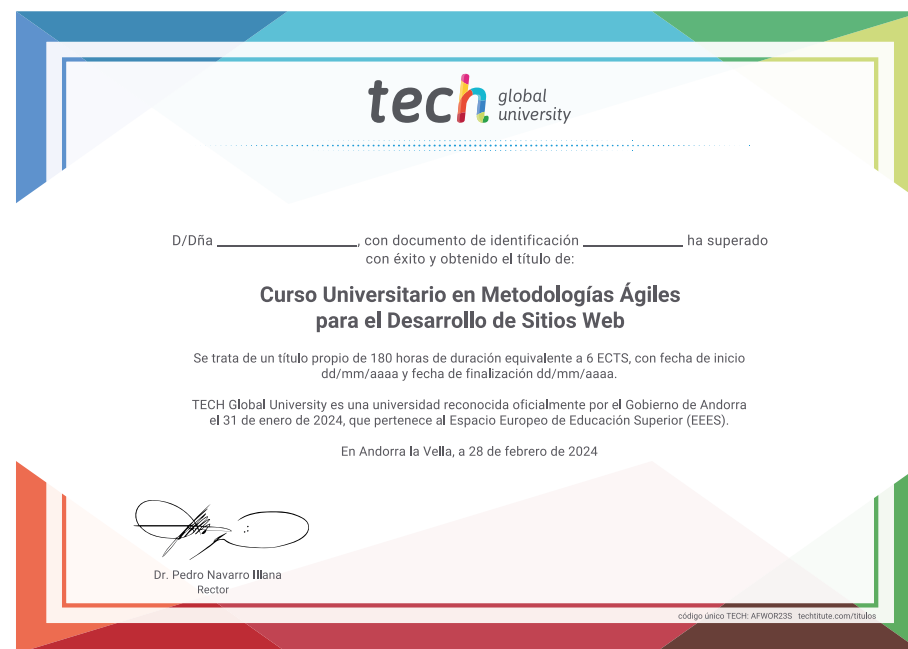 tech global university
D/Dña ____________________, con documento de identificación ______________ ha superado
con éxito y obtenido el título de:
Curso Universitario en Metodologías Ágiles
para el Desarrollo de Sitios Web
Se trata de un título propio de 180 horas de duración equivalente a 6 ECTS, con fecha de inicio
dd/mm/aaaa y fecha de finalización dd/mm/aaaa.
TECH Global University es una universidad reconocida oficialmente por el Gobierno de Andorra
el 31 de enero de 2024, que pertenece al Espacio Europeo de Educación Superior (EEES).
En Andorra la Vella, a 28 de febrero de 2024
Dr. Pedro Navarro Illana
Rector
código único TECH: AFWOR23S techtitute.com/titulos